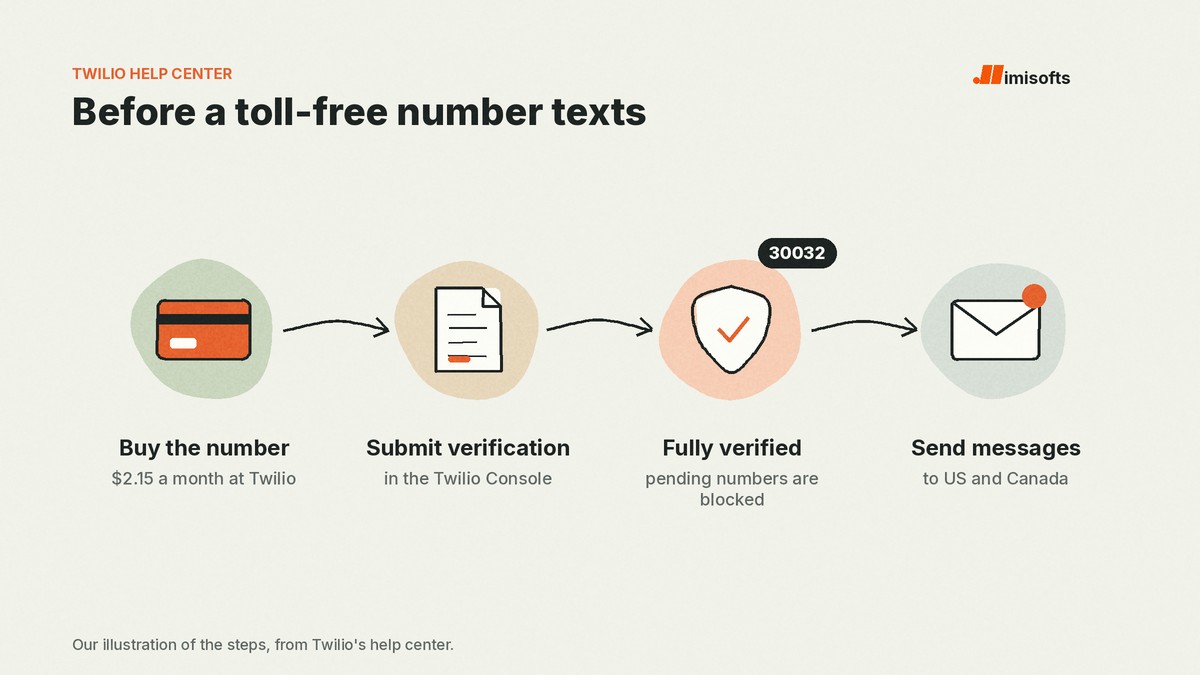 TWILIO HELP CENTER
imisofts
Before a toll-free number texts
30032
Buy the number
$2.15 a month at Twilio
Submit verification
in the Twilio Console
Fully verified
pending numbers are
blocked
Send messages
to US and Canada
Our illustration of the steps, from Twilio's help center.